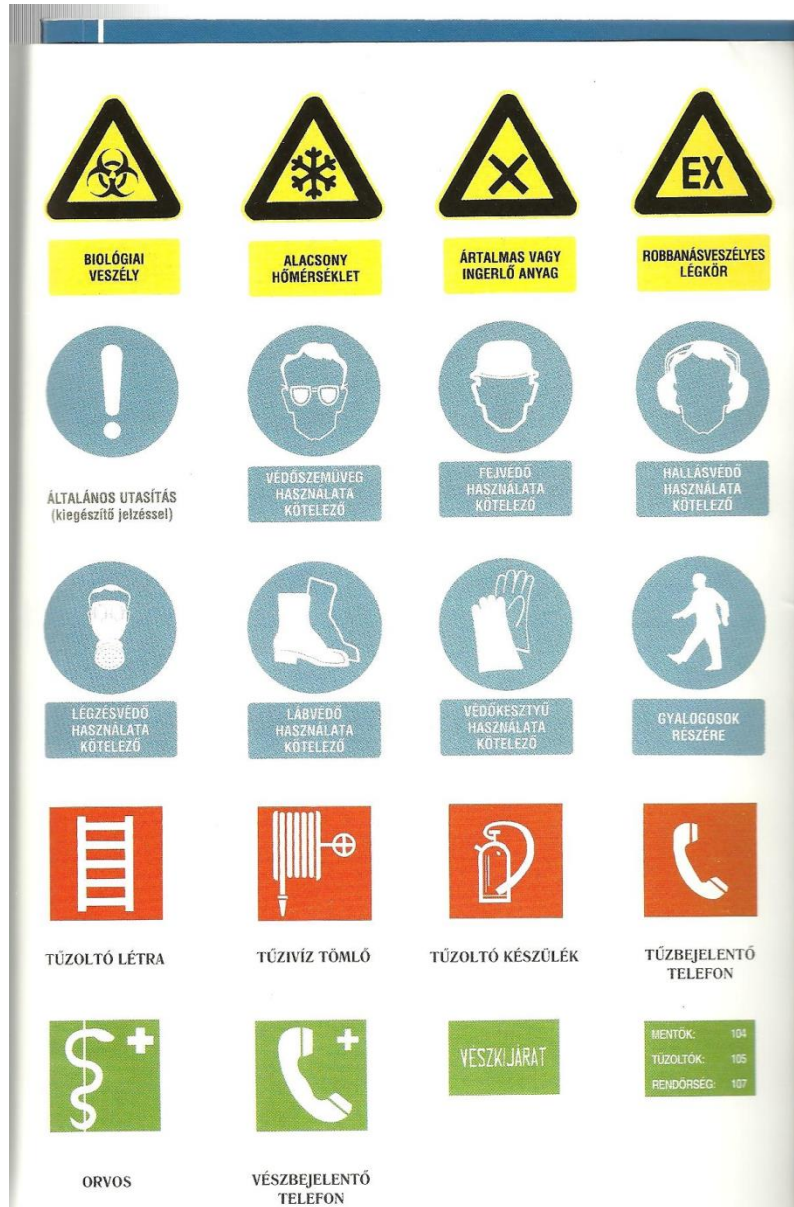 BIOLÓGIAI
VESZÉLY
ALACSONY
HŐMÉRSÉKLET
ÁRTALMAS VAGY
INGERLŐ ANYAG
EX
ROBBANÁSVESZÉLYES
LÉGKÖR
ÁLTALÁNOS UTASÍTÁS
(kiegészítő jelzéssel)
VÉDŐSZEMÜVEG
HASZNÁLATA
KÖTELEZŐ
FEJVÉDŐ
HASZNÁLATA
KÖTELEZŐ
HALLÁSVÉDŐ
HASZNÁLATA
KÖTELEZŐ
LÉGZÉSVÉDŐ
HASZNÁLATA
KÖTELEZŐ
LÁBVÉDŐ
HASZNÁLATA
KÖTELEZŐ
VÉDŐKESZTYŰ
HASZNÁLATA
KÖTELEZŐ
GYALOGOSOK
RÉSZÉRE
TŰZOLTÓ LÉTRA
TŰZIVÍZ TÖMLŐ
TŰZOLTÓ KÉSZÜLÉK
TŰZBEJELENTŐ
TELEFON
ORVOS
VÉSZBEJELENTŐ
TELEFON
VÉSZKIJÁRAT
MENTŐK: 104
TŰZOLTÓK: 105
RENDŐRSÉG: 107